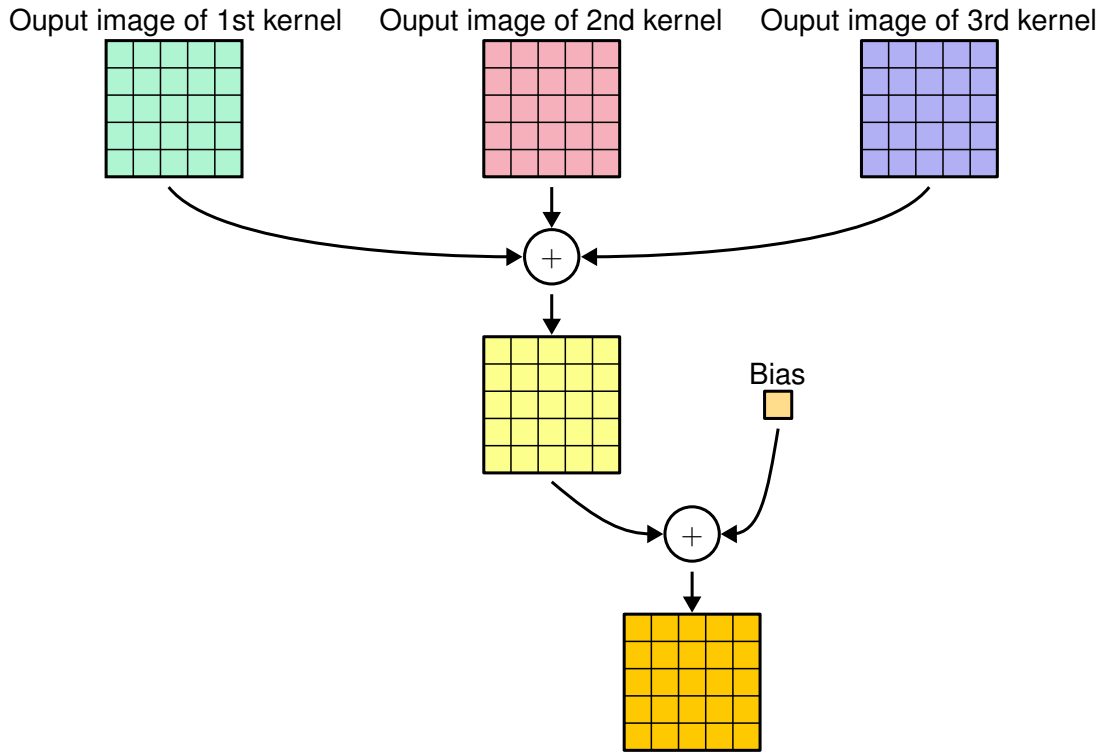 Ouput image of 1st kernel
Ouput image of 2nd kernel
Ouput image of 3rd kernel
+
Bias
+